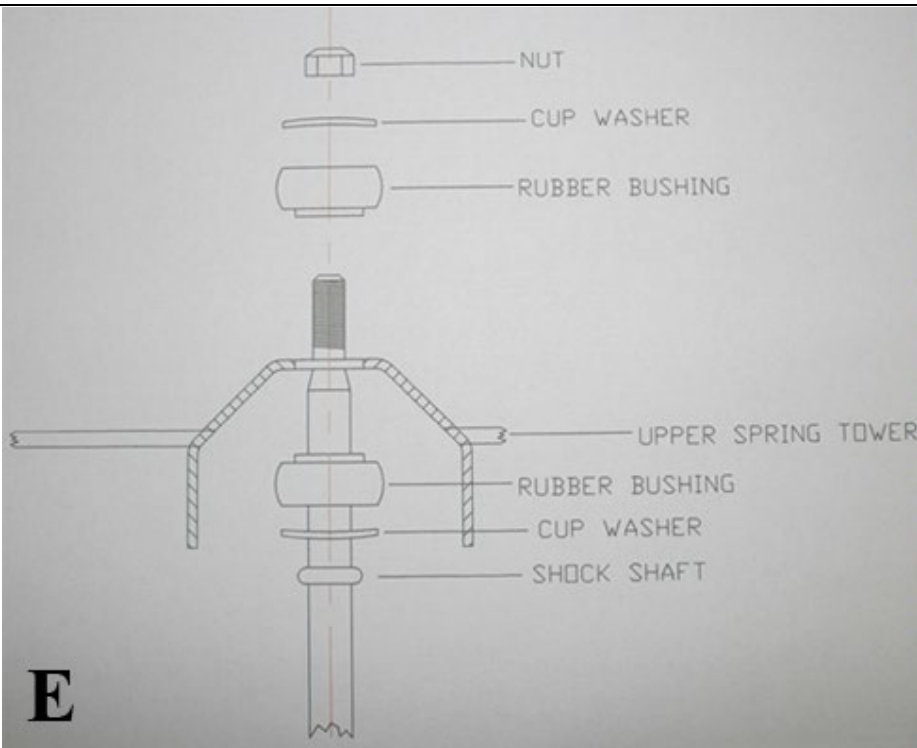 NUT
CUP WASHER
RUBBER BUSHING
UPPER SPRING TOWER
RUBBER BUSHING
CUP WASHER
SHOCK SHAFT
E